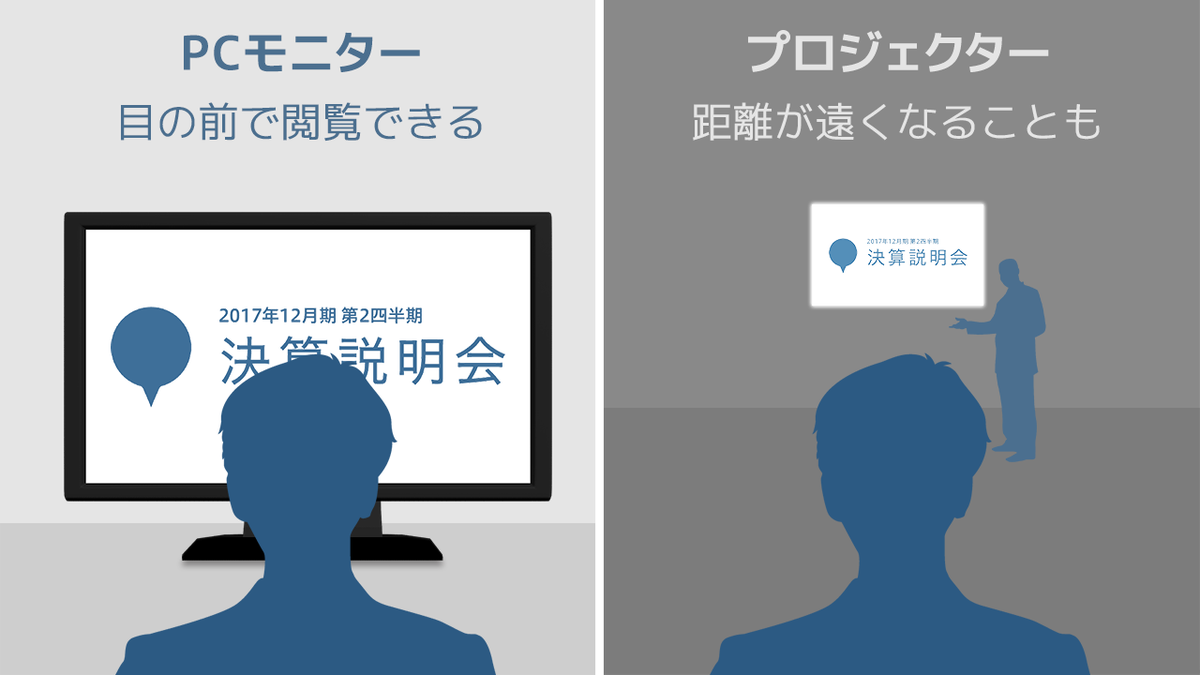 PCモニター
目の前で閲覧できる
2017年12月期 第2四半期
決算説明会
プロジェクター
距離が遠くなることも
2017年12月期 第2四半期
決算説明会